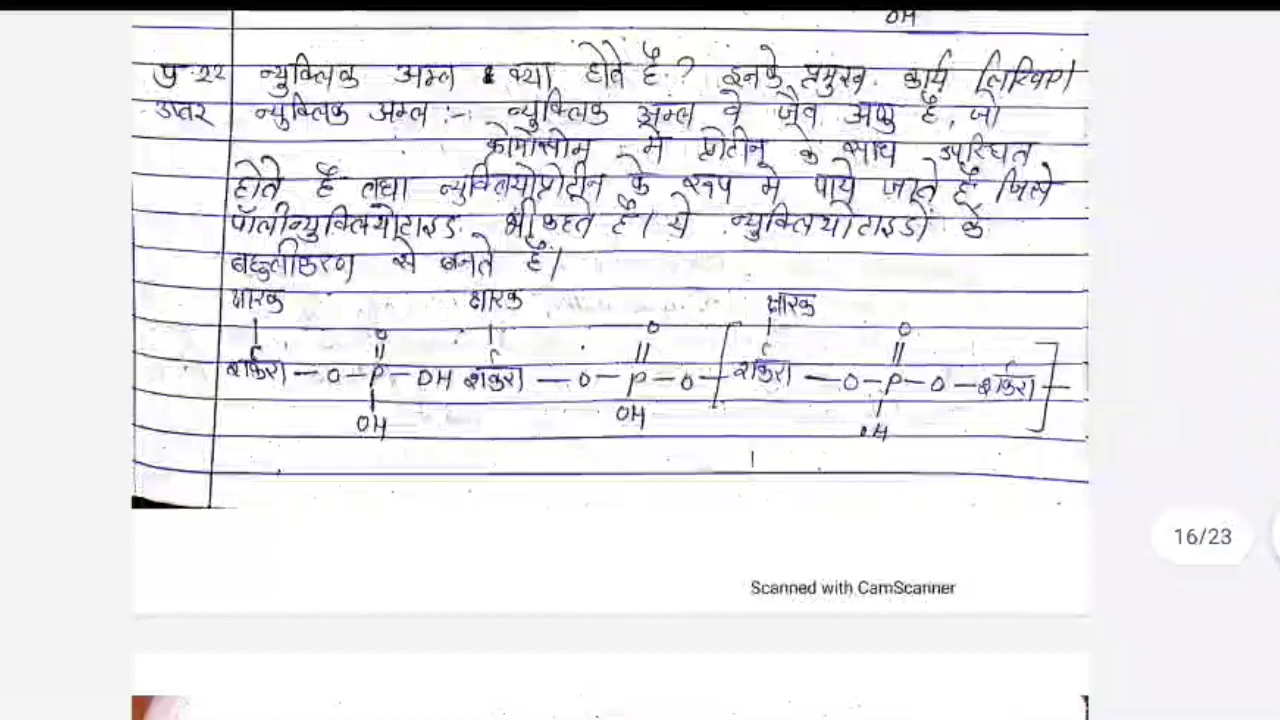 OH
प्र 22 न्युक्लिक अम्ल क्या होते है ? इनके प्रमुख कार्य लिखिए।
उत्तर न्युक्लिक अम्ल :- न्युक्लिक अम्ल वे जैव अणु है, जो
क्रोमोसोम में प्रोटीन के साथ उपस्थित
होते हैं तथा न्युक्लियोप्रोटीन के रूप मे पाये जाते हैं जिसे
पॉलीन्युक्लियोटाइड भी कहते हैं। ये न्युक्लियोटाइडों के
बहुलीकरण से बनते हैं।
क्षारक क्षारक क्षारक
O O O
शर्करा — O — P — OH शर्करा — O — P — O — [ शर्करा — O — P — O — शर्करा ] —
OH OH OH
16/23
Scanned with CamScanner